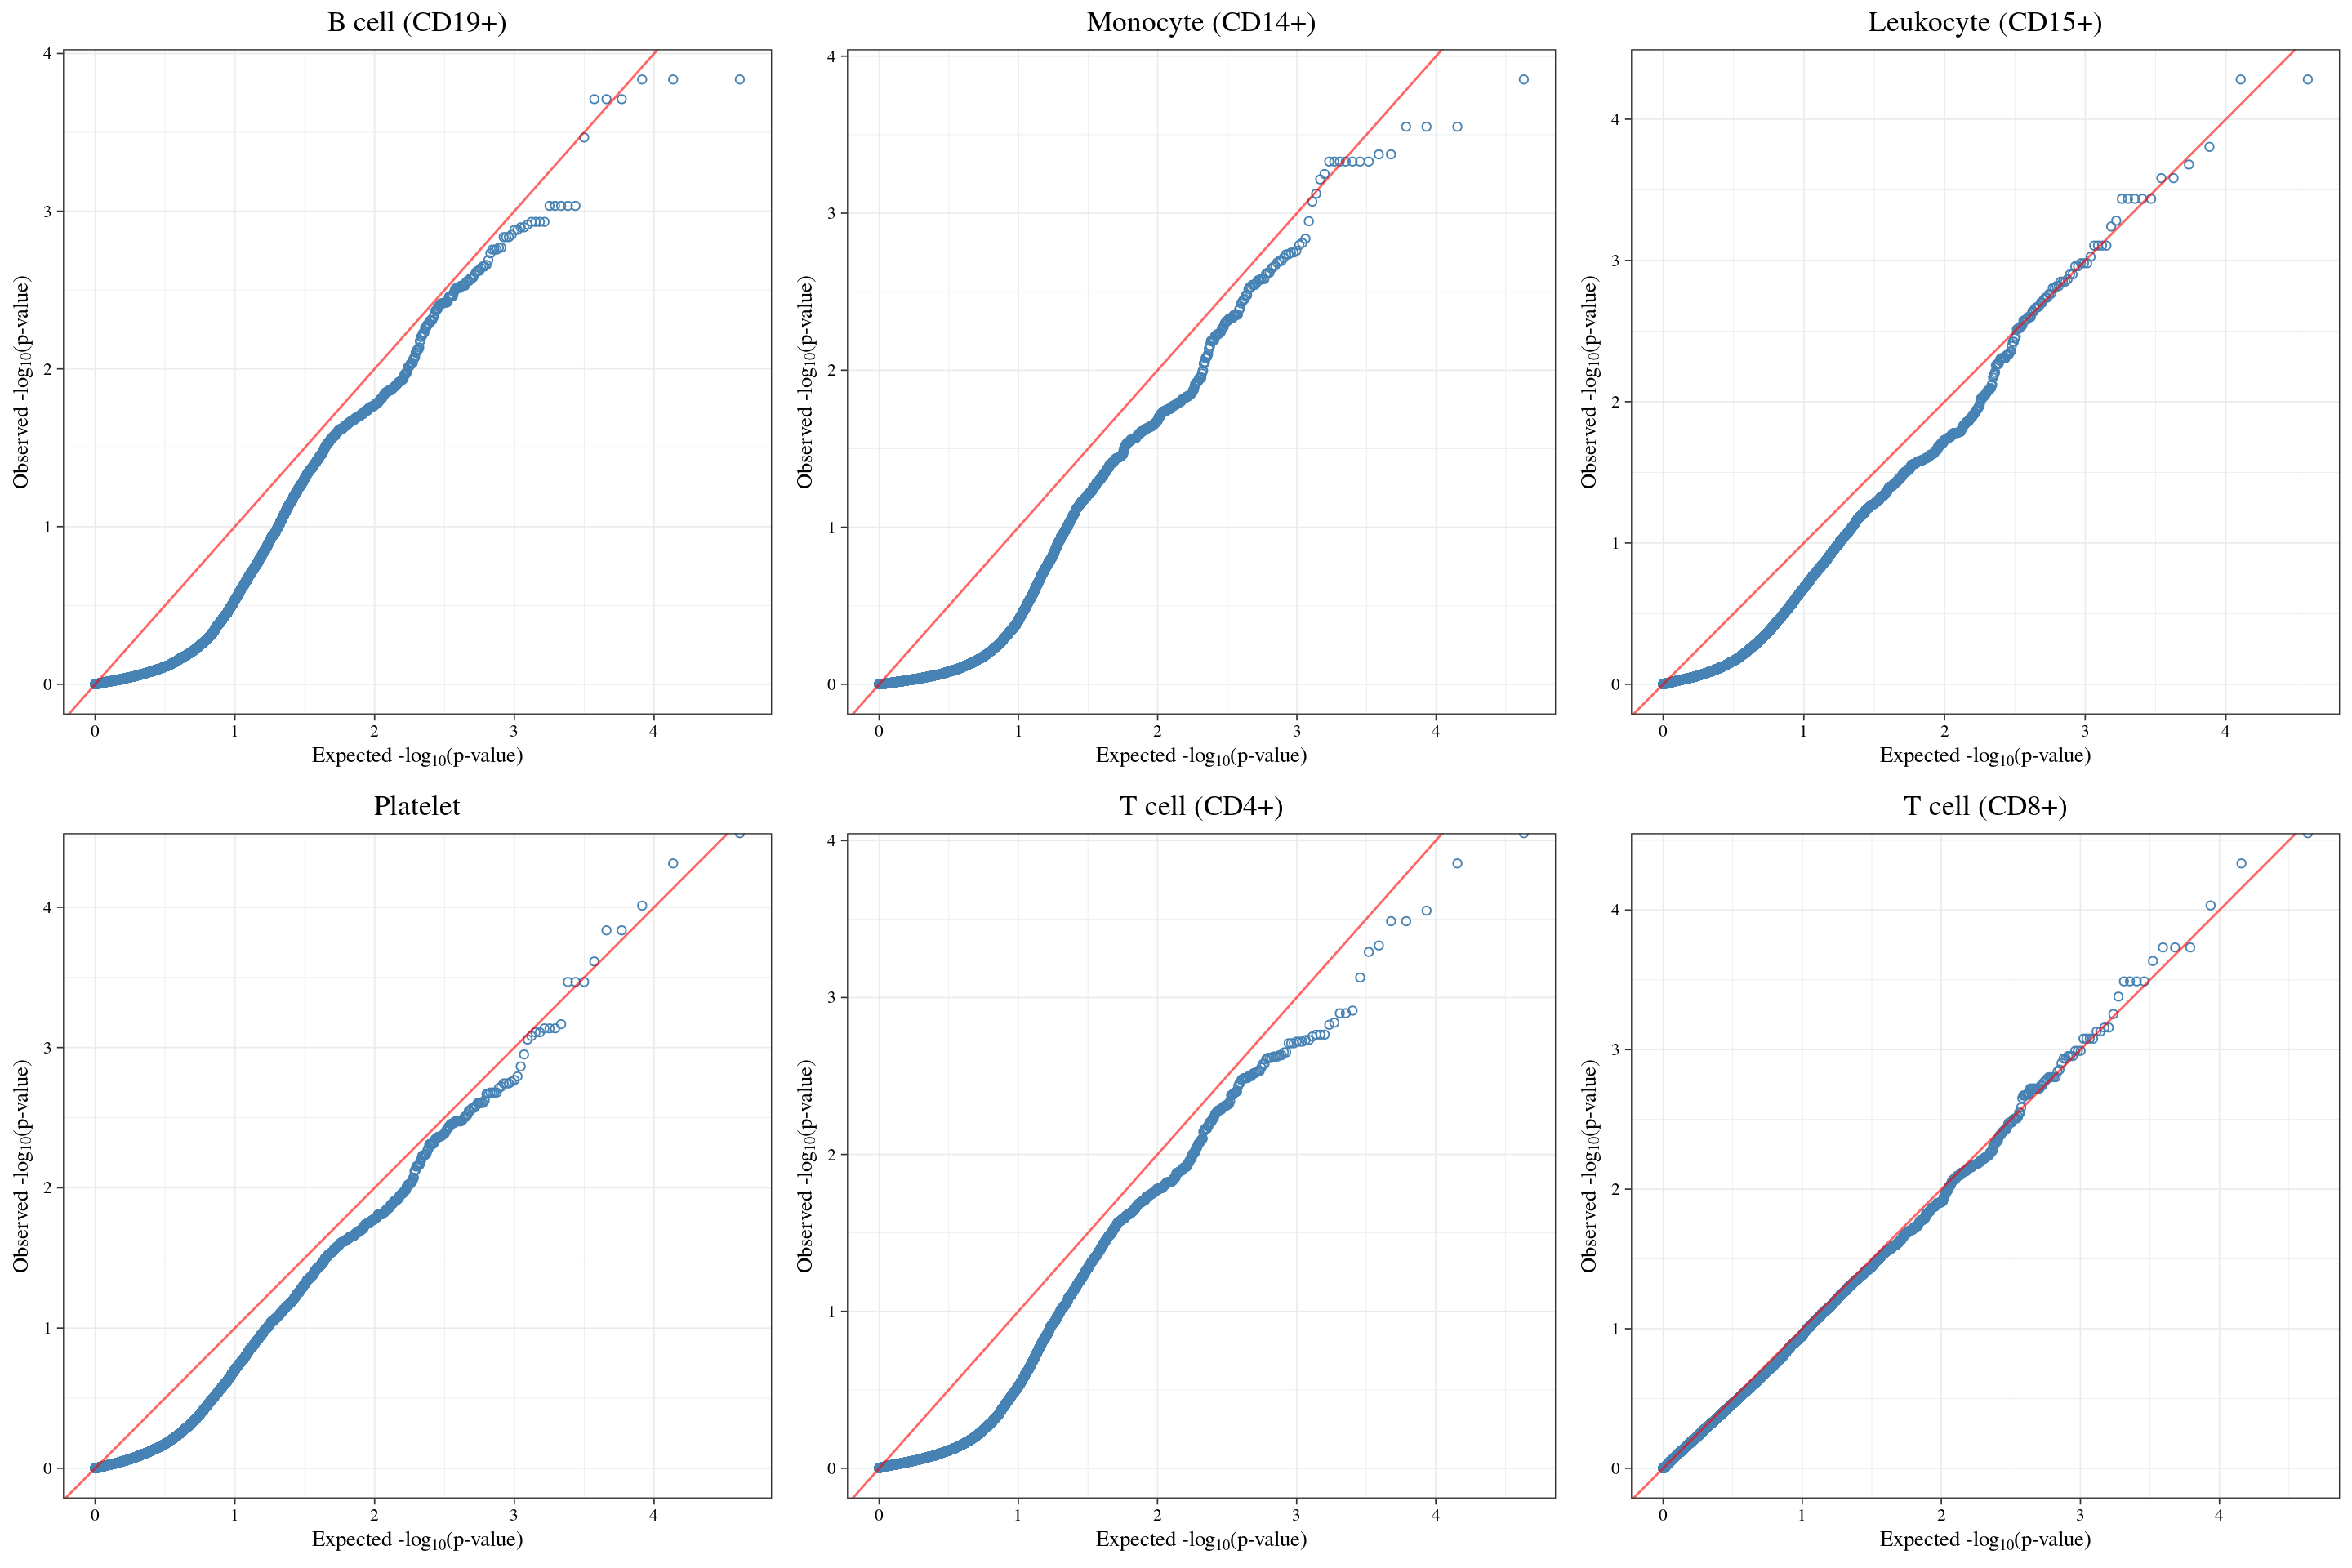 B cell (CD19+)
Observed -log10(p-value)
4
3
2
1
0
0 1 2 3 4
Expected -log10(p-value)
Monocyte (CD14+)
Observed -log10(p-value)
4
3
2
1
0
0 1 2 3 4
Expected -log10(p-value)
Leukocyte (CD15+)
Observed -log10(p-value)
4
3
2
1
0
0 1 2 3 4
Expected -log10(p-value)
Platelet
Observed -log10(p-value)
4
3
2
1
0
0 1 2 3 4
Expected -log10(p-value)
T cell (CD4+)
Observed -log10(p-value)
4
3
2
1
0
0 1 2 3 4
Expected -log10(p-value)
T cell (CD8+)
Observed -log10(p-value)
4
3
2
1
0
0 1 2 3 4
Expected -log10(p-value)